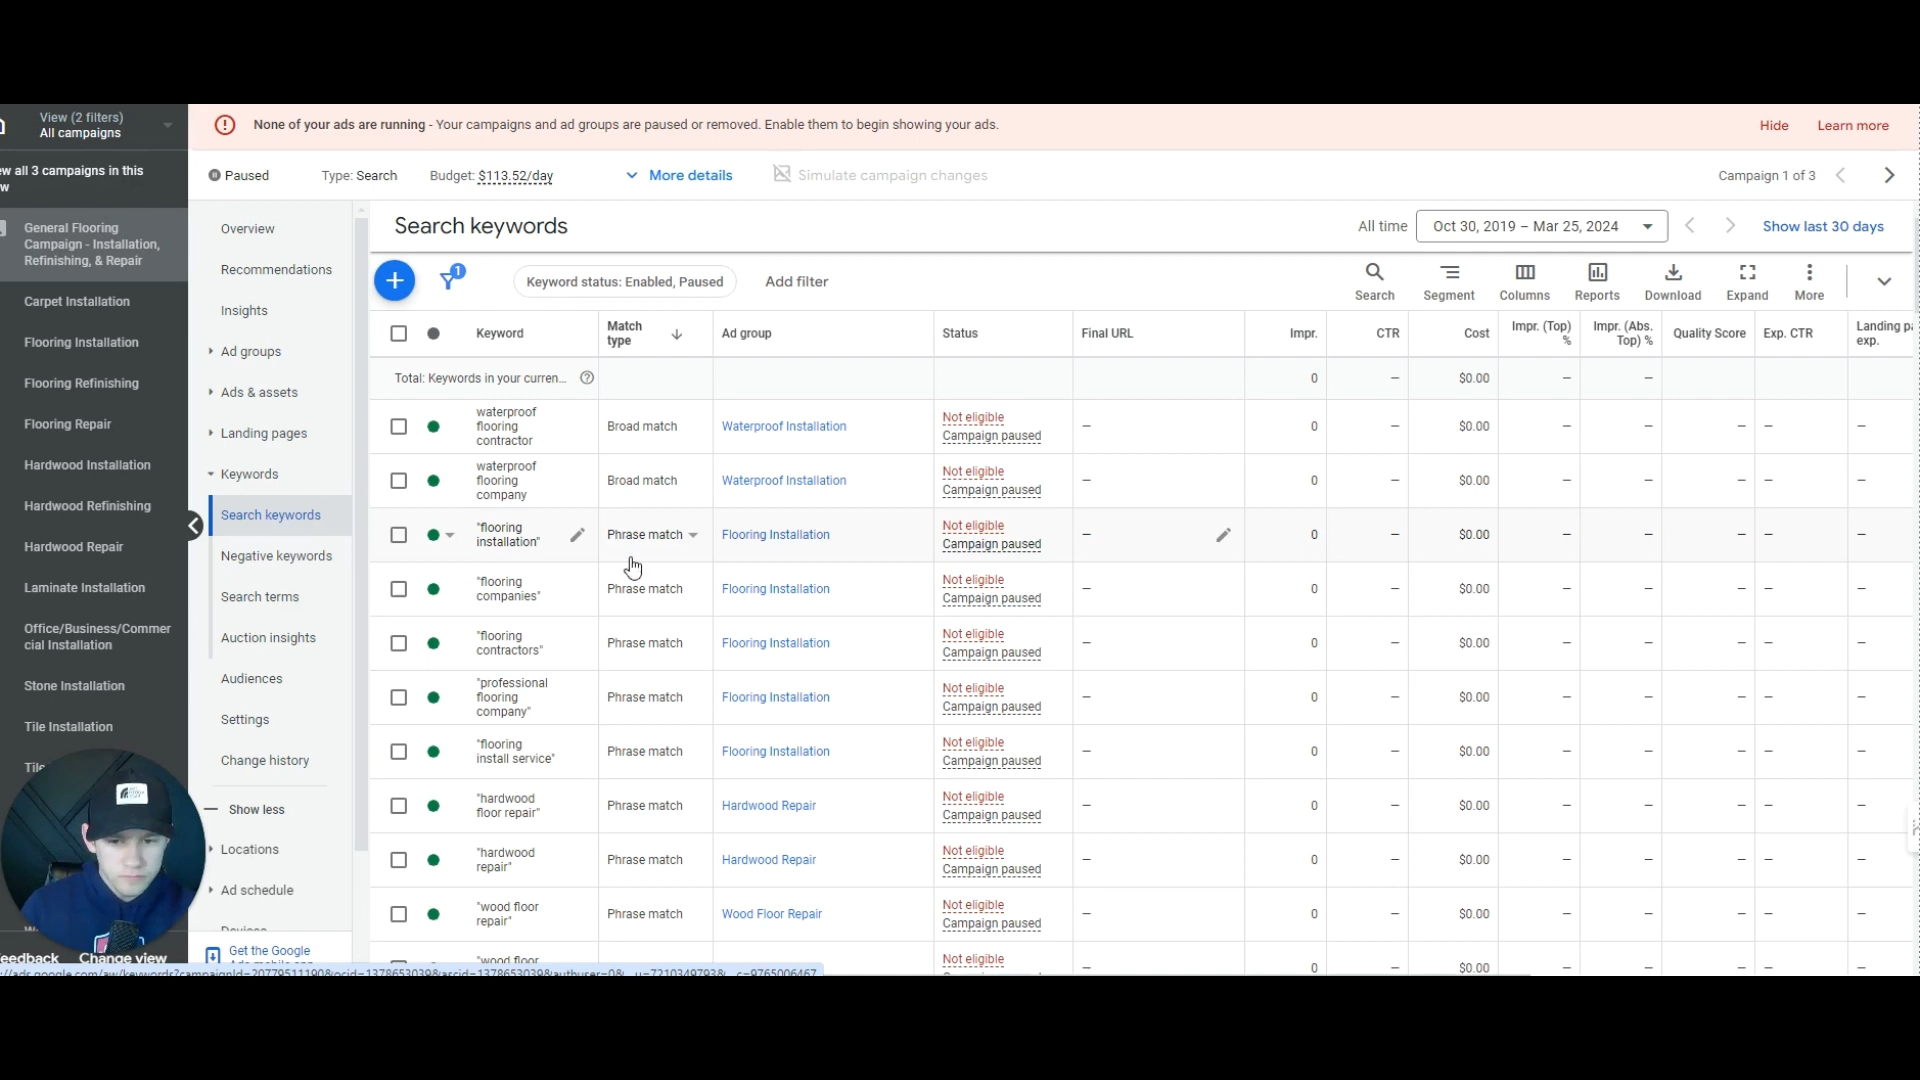 View (2 filters)
All campaigns
None of your ads are running - Your campaigns and ad groups are paused or removed. Enable them to begin showing your ads.
Hide
Learn more
ew all 3 campaigns in this
w
Paused
Type: Search
Budget: $113.52/day
More details
Simulate campaign changes
Campaign 1 of 3
General Flooring
Campaign - Installation,
Refinishing, & Repair
Carpet Installation
Flooring Installation
Flooring Refinishing
Flooring Repair
Hardwood Installation
Hardwood Refinishing
Hardwood Repair
Laminate Installation
Office/Business/Commer
cial Installation
Stone Installation
Tile Installation
Tile
eedback
Change view
Overview
Recommendations
Insights
Ad groups
Ads & assets
Landing pages
Keywords
Search keywords
Negative keywords
Search terms
Auction insights
Audiences
Settings
Change history
Show less
Locations
Ad schedule
Devices
Get the Google
Ads mobile app
Search keywords
All time
Oct 30, 2019 – Mar 25, 2024
Show last 30 days
1
Keyword status: Enabled, Paused
Add filter
Search
Segment
Columns
Reports
Download
Expand
More
Keyword
Match
type
Ad group
Status
Final URL
Impr.
CTR
Cost
Impr. (Top)
%
Impr. (Abs.
Top) %
Quality Score
Exp. CTR
Landing pa
exp.
Total: Keywords in your curren...
0
–
$0.00
–
–
waterproof
flooring
contractor
Broad match
Waterproof Installation
Not eligible
Campaign paused
–
0
–
$0.00
–
–
–
–
–
waterproof
flooring
company
Broad match
Waterproof Installation
Not eligible
Campaign paused
–
0
–
$0.00
–
–
–
–
–
"flooring
installation"
Phrase match
Flooring Installation
Not eligible
Campaign paused
–
0
–
$0.00
–
–
–
–
–
"flooring
companies"
Phrase match
Flooring Installation
Not eligible
Campaign paused
–
0
–
$0.00
–
–
–
–
–
"flooring
contractors"
Phrase match
Flooring Installation
Not eligible
Campaign paused
–
0
–
$0.00
–
–
–
–
–
"professional
flooring
company"
Phrase match
Flooring Installation
Not eligible
Campaign paused
–
0
–
$0.00
–
–
–
–
–
"flooring
install service"
Phrase match
Flooring Installation
Not eligible
Campaign paused
–
0
–
$0.00
–
–
–
–
–
"hardwood
floor repair"
Phrase match
Hardwood Repair
Not eligible
Campaign paused
–
0
–
$0.00
–
–
–
–
–
"hardwood
repair"
Phrase match
Hardwood Repair
Not eligible
Campaign paused
–
0
–
$0.00
–
–
–
–
–
"wood floor
repair"
Phrase match
Wood Floor Repair
Not eligible
Campaign paused
–
0
–
$0.00
–
–
–
–
–
"wood floor
Not eligible
–
0
–
$0.00
–
–
–
–
–